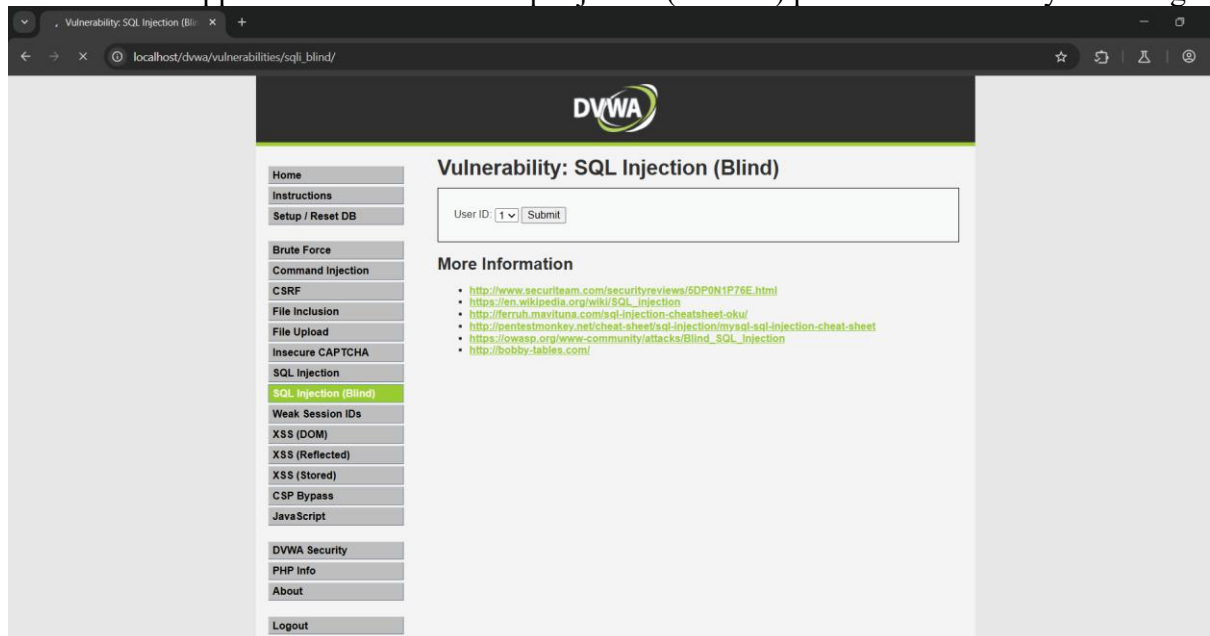 Vulnerability: SQL Injection (Blin
localhost/dvwa/vulnerabilities/sqli_blind/
DVWA
Home
Instructions
Setup / Reset DB
Brute Force
Command Injection
CSRF
File Inclusion
File Upload
Insecure CAPTCHA
SQL Injection
SQL Injection (Blind)
Weak Session IDs
XSS (DOM)
XSS (Reflected)
XSS (Stored)
CSP Bypass
JavaScript
DVWA Security
PHP Info
About
Logout
Vulnerability: SQL Injection (Blind)
User ID: 1 Submit
More Information
http://www.securiteam.com/securityreviews/5DP0N1P76E.html
https://en.wikipedia.org/wiki/SQL_injection
http://ferruh.mavituna.com/sql-injection-cheatsheet-oku/
http://pentestmonkey.net/cheat-sheet/sql-injection/mysql-sql-injection-cheat-sheet
https://owasp.org/www-community/attacks/Blind_SQL_Injection
http://bobby-tables.com/